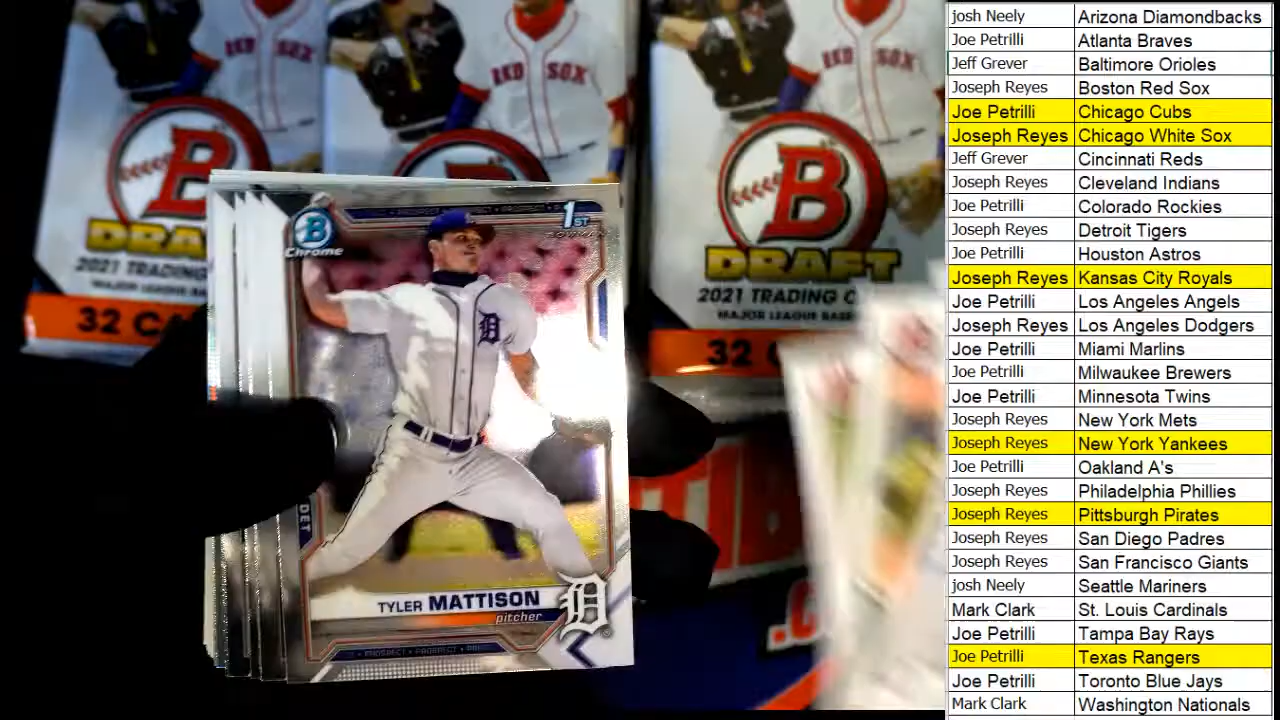 RED SOX
RED SOX
RED SOX
B
B
DRAFT
DRAFT
2021 TRADING
2021 TRADING
MAJOR LEAGUE
MAJOR LEAGUE
32
32
Chrome
1ST
D
DET
TYLER MATTISON
pitcher
D
PROSPECT • PROSPECT
josh Neely Arizona Diamondbacks
Joe Petrilli Atlanta Braves
Jeff Grever Baltimore Orioles
Joseph Reyes Boston Red Sox
Joe Petrilli Chicago Cubs
Joseph Reyes Chicago White Sox
Jeff Grever Cincinnati Reds
Joseph Reyes Cleveland Indians
Joe Petrilli Colorado Rockies
Joseph Reyes Detroit Tigers
Joe Petrilli Houston Astros
Joseph Reyes Kansas City Royals
Joe Petrilli Los Angeles Angels
Joseph Reyes Los Angeles Dodgers
Joe Petrilli Miami Marlins
Joe Petrilli Milwaukee Brewers
Joe Petrilli Minnesota Twins
Joseph Reyes New York Mets
Joseph Reyes New York Yankees
Joe Petrilli Oakland A's
Joseph Reyes Philadelphia Phillies
Joseph Reyes Pittsburgh Pirates
Joseph Reyes San Diego Padres
Joseph Reyes San Francisco Giants
josh Neely Seattle Mariners
Mark Clark St. Louis Cardinals
Joe Petrilli Tampa Bay Rays
Joe Petrilli Texas Rangers
Joe Petrilli Toronto Blue Jays
Mark Clark Washington Nationals